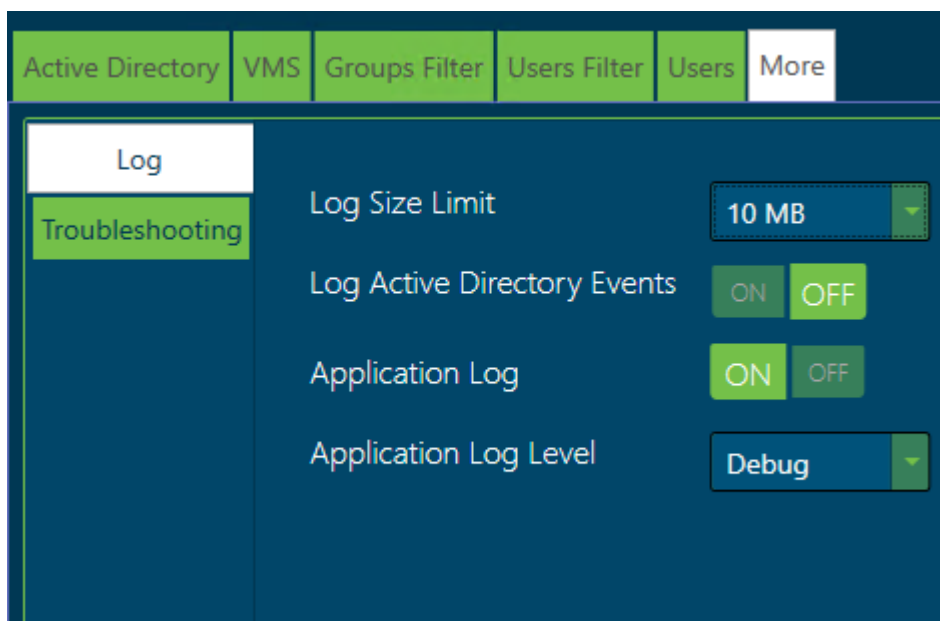 Active Directory VMS Groups Filter Users Filter Users More
Log
Troubleshooting
Log Size Limit 10 MB
Log Active Directory Events ON OFF
Application Log ON OFF
Application Log Level Debug